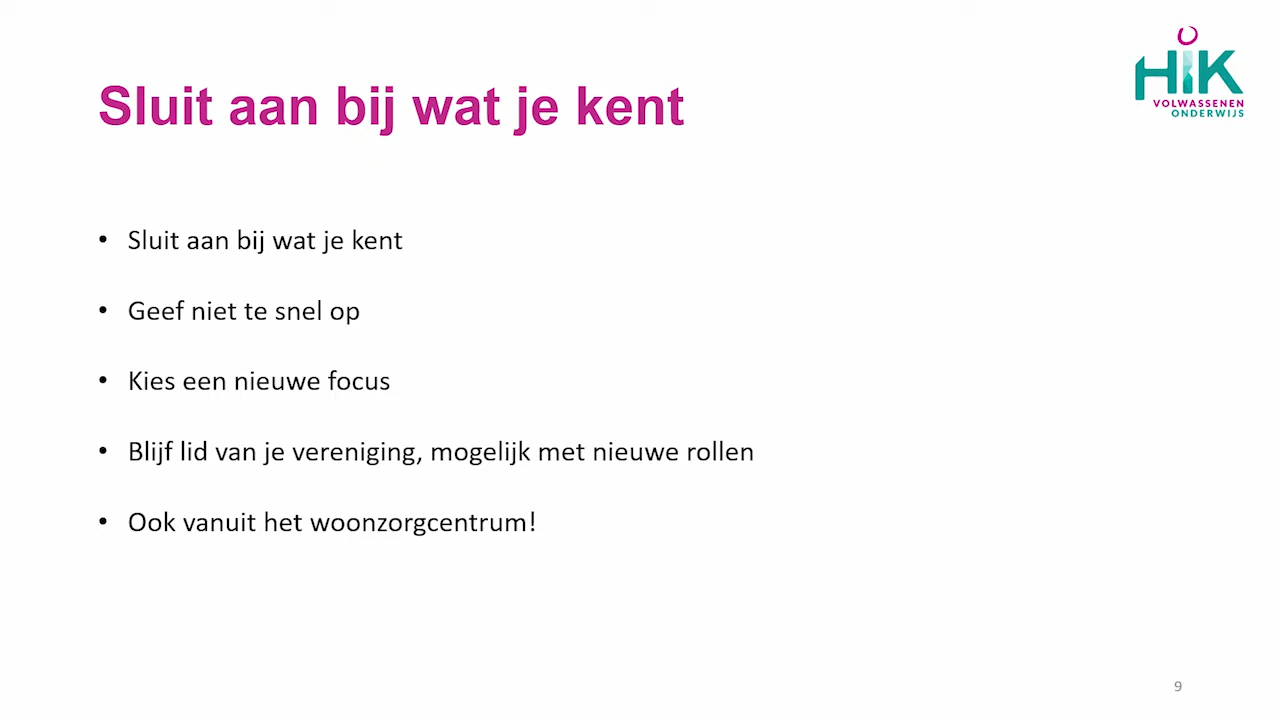 HiK
VOLWASSENEN
ONDERWIJS
Sluit aan bij wat je kent
• Sluit aan bij wat je kent
• Geef niet te snel op
• Kies een nieuwe focus
• Blijf lid van je vereniging, mogelijk met nieuwe rollen
• Ook vanuit het woonzorgcentrum!
9